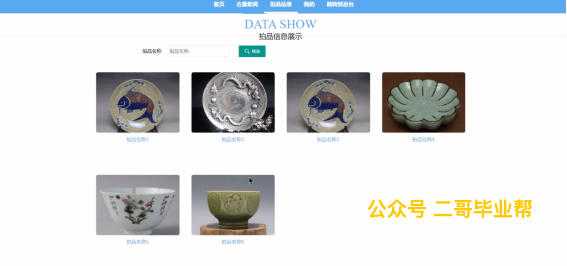 首页 古董新闻 拍品信息 我的 跳转到后台
DATA SHOW
拍品信息展示
拍品名称 拍品名称 搜索
拍品名称1 拍品名称2 拍品名称3 拍品名称4
公众号 二哥毕业帮
拍品名称5 拍品名称6